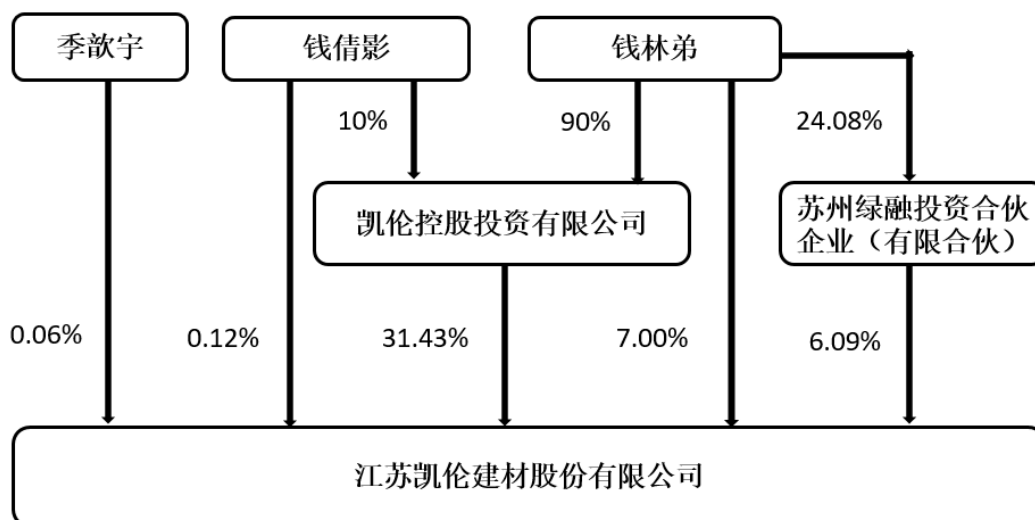 季歆宇
钱倩影
钱林弟
10%
90%
24.08%
凯伦控股投资有限公司
苏州绿融投资合伙
企业（有限合伙）
0.06%
0.12%
31.43%
7.00%
6.09%
江苏凯伦建材股份有限公司